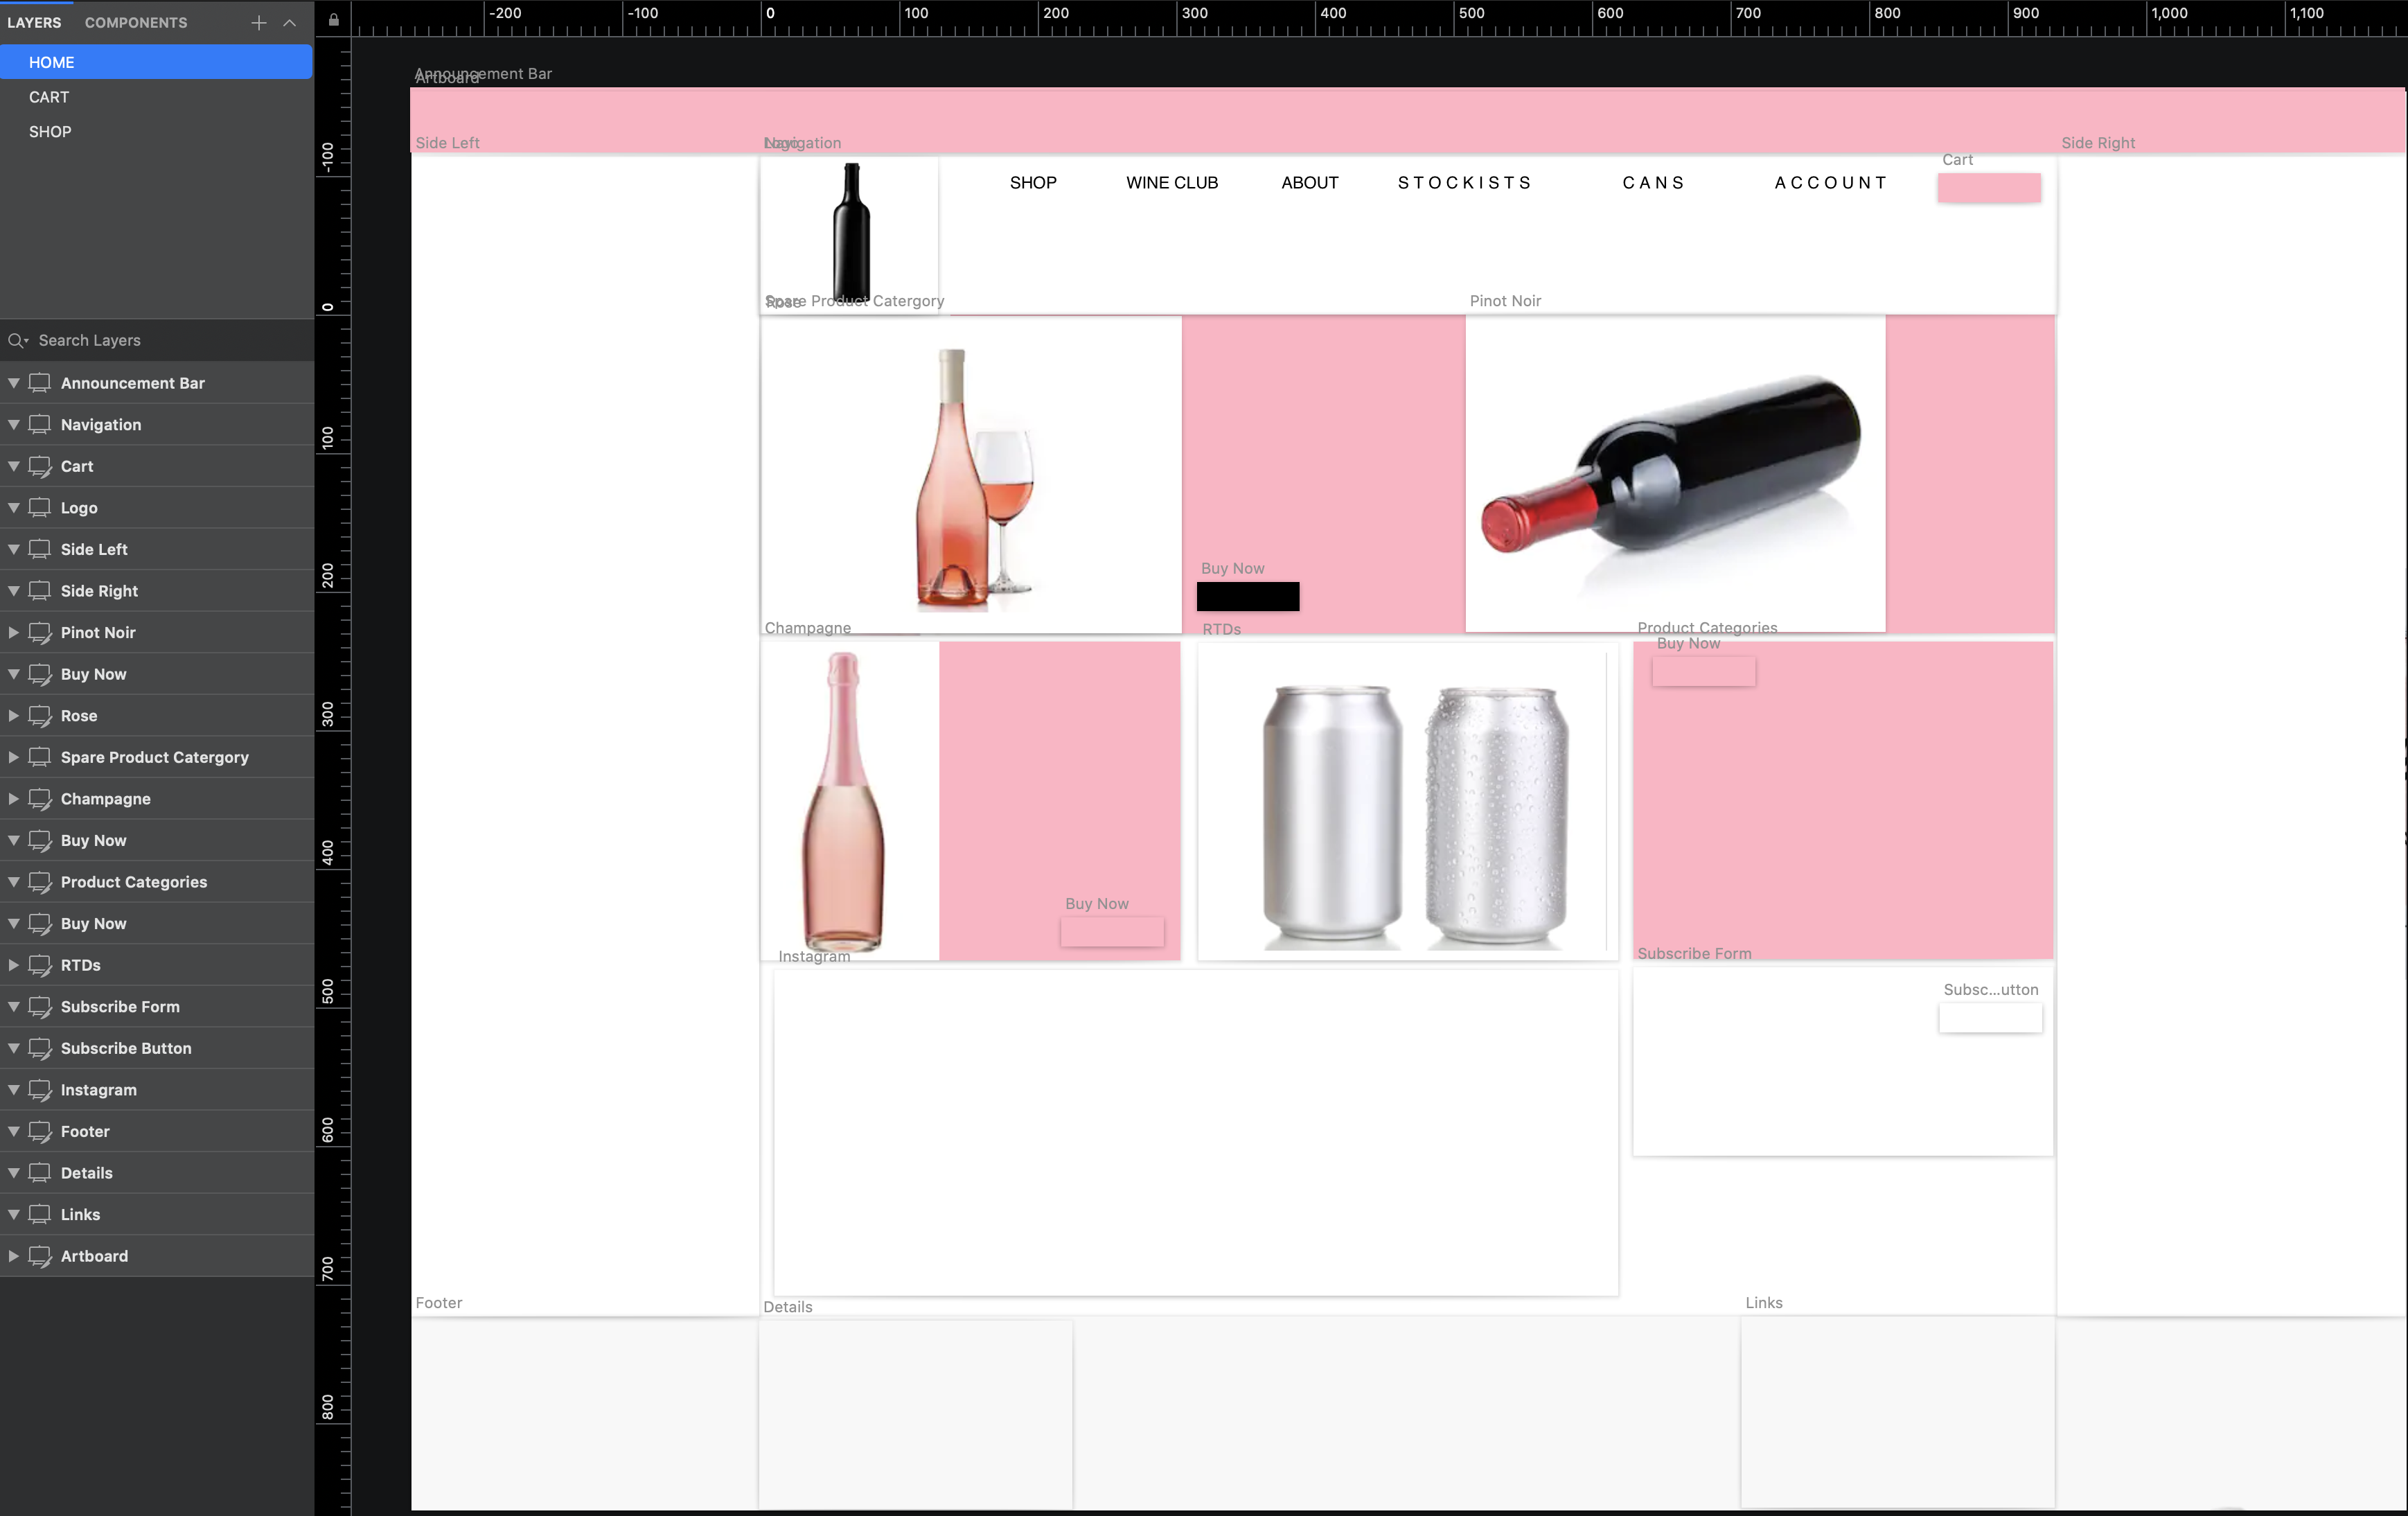 LAYERS COMPONENTS
HOME
CART
SHOP
Search Layers
Announcement Bar
Navigation
Cart
Logo
Side Left
Side Right
Pinot Noir
Buy Now
Rose
Spare Product Catergory
Champagne
Buy Now
Product Categories
Buy Now
RTDs
Subscribe Form
Subscribe Button
Instagram
Footer
Details
Links
Artboard
-200 -100 0 100 200 300 400 500 600 700 800 900 1,000 1,100
-100
0
100
200
300
400
500
600
700
800
Announcement Bar
Artboard
Side Left
Navigation
Logo
Side Right
Cart
SHOP WINE CLUB ABOUT STOCKISTS CANS ACCOUNT
Spare Product Catergory
Rose
Pinot Noir
Buy Now
Champagne
RTDs
Product Categories
Buy Now
Buy Now
Instagram
Subscribe Form
Subsc...utton
Footer
Details
Links